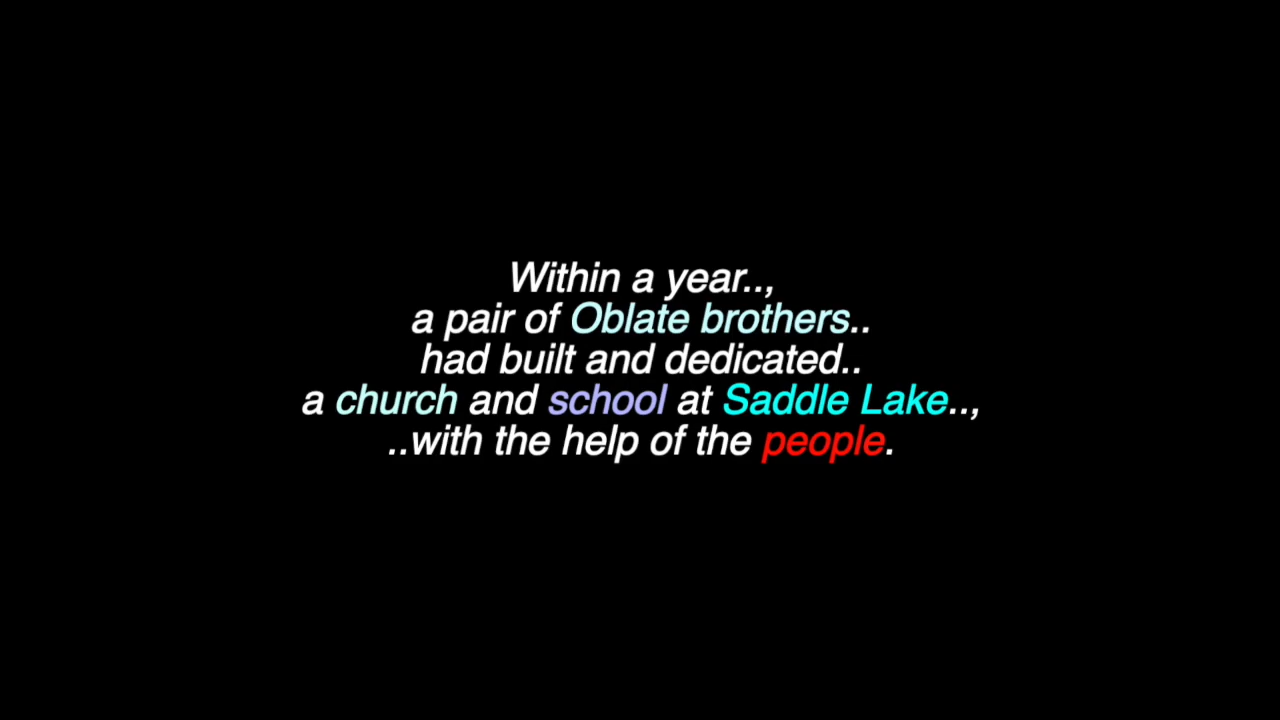 Within a year..,
a pair of Oblate brothers..
had built and dedicated..
a church and school at Saddle Lake..,
..with the help of the people.